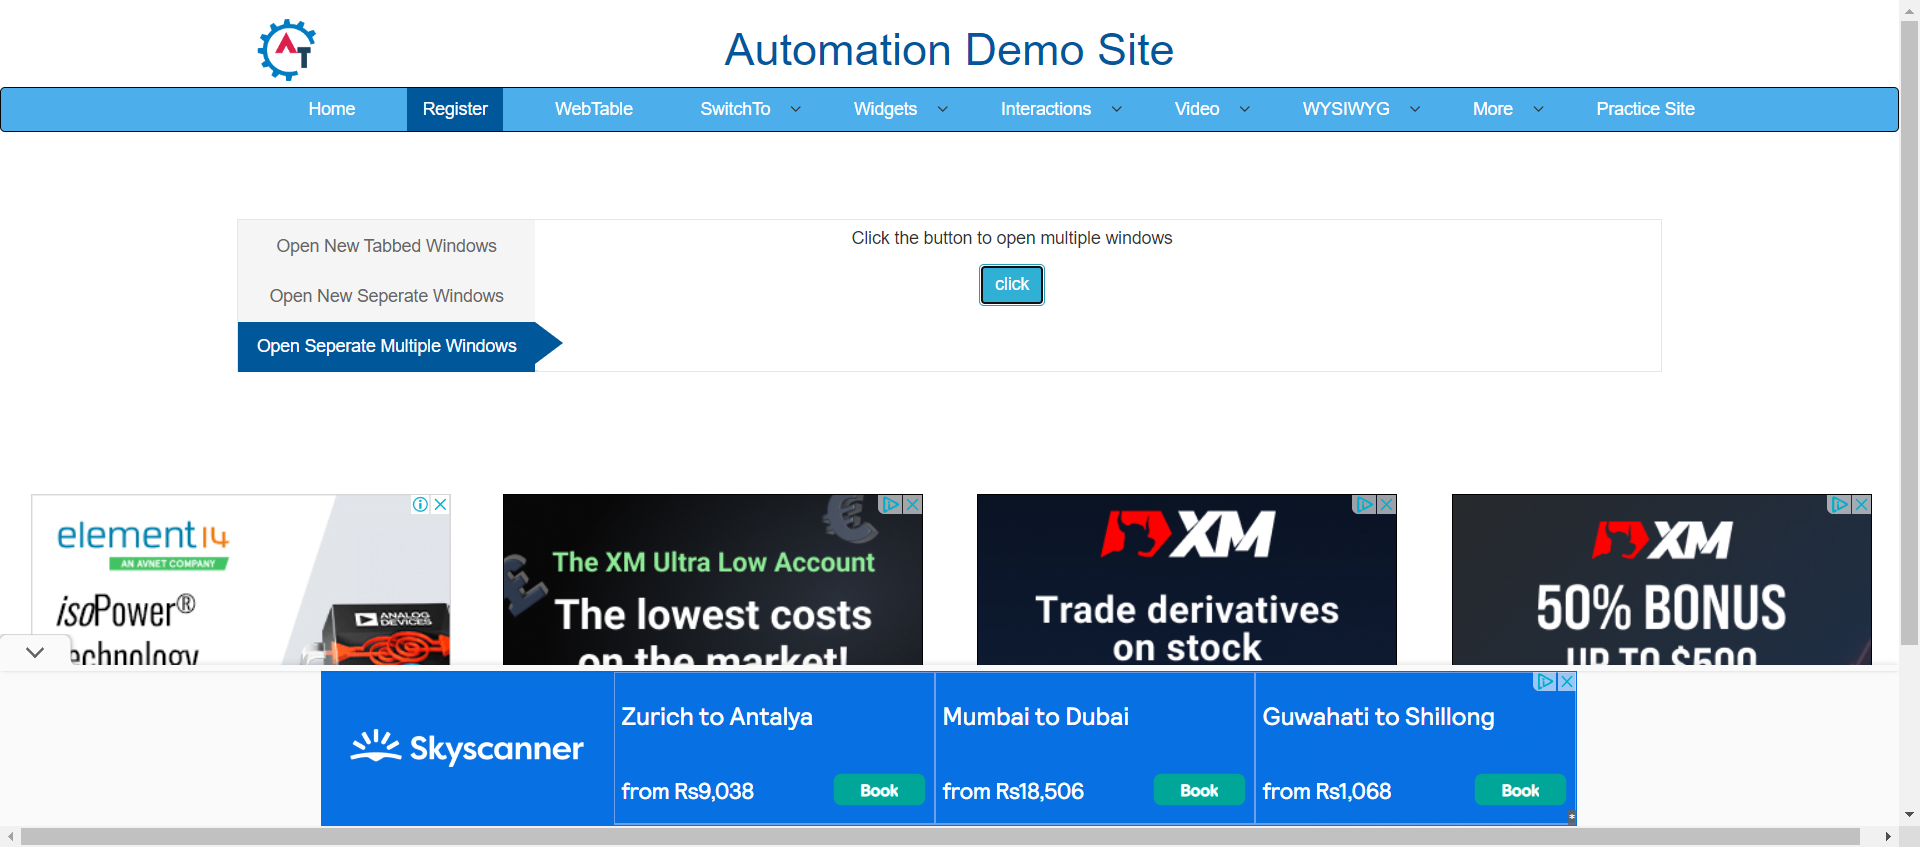 AT
Automation Demo Site
Home Register WebTable SwitchTo Widgets Interactions Video WYSIWYG More Practice Site
Open New Tabbed Windows
Open New Seperate Windows
Open Seperate Multiple Windows
Click the button to open multiple windows
click
element14
AN AVNET COMPANY
isoPower®
technology
ANALOG
DEVICES
The XM Ultra Low Account
The lowest costs
on the market!
XM
Trade derivatives
on stock
XM
50% BONUS
UP TO $500
Skyscanner
Zurich to Antalya
from Rs9,038
Book
Mumbai to Dubai
from Rs18,506
Book
Guwahati to Shillong
from Rs1,068
Book
*